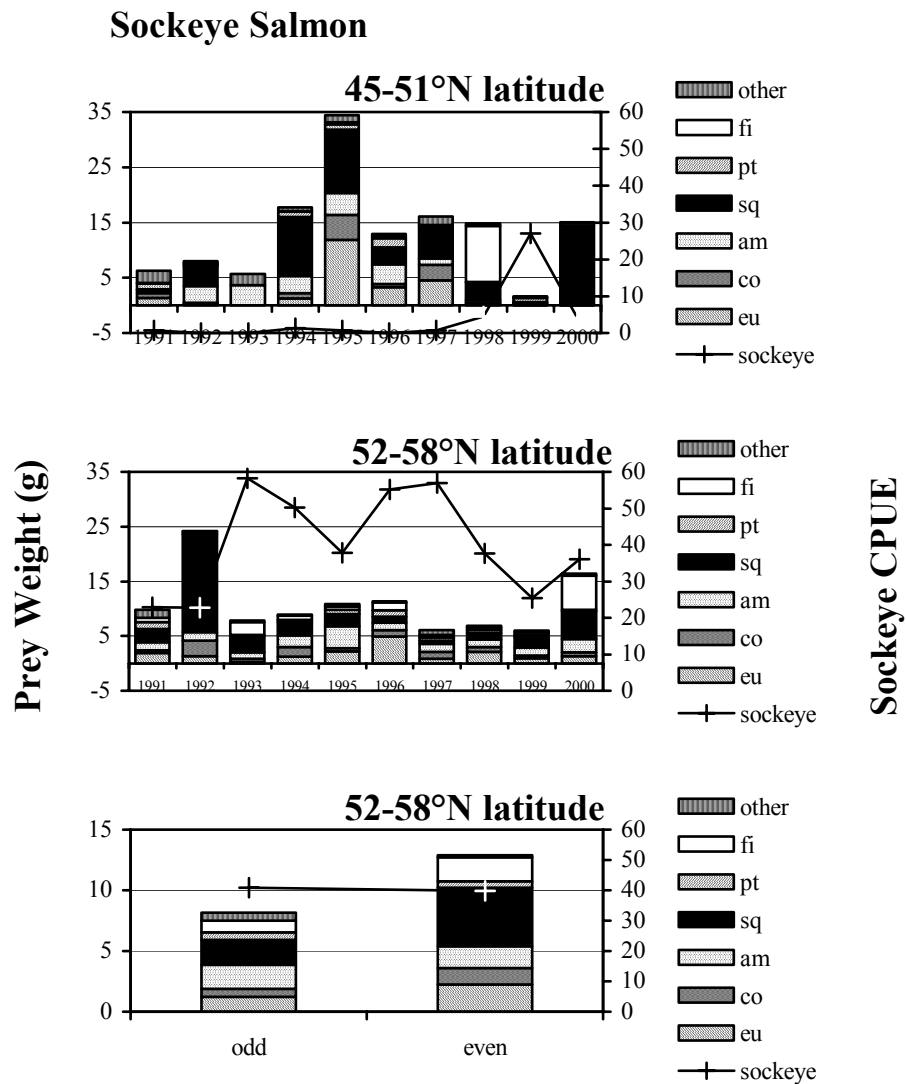 Sockeye Salmon
45-51°N latitude
35
25
15
5
-5
60
50
40
30
20
10
0
1991 1992 1993 1994 1995 1996 1997 1998 1999 2000
other
fi
pt
sq
am
co
eu
sockeye
Prey Weight (g)
Sockeye CPUE
52-58°N latitude
35
25
15
5
-5
60
50
40
30
20
10
0
1991 1992 1993 1994 1995 1996 1997 1998 1999 2000
other
fi
pt
sq
am
co
eu
sockeye
52-58°N latitude
15
10
5
0
60
50
40
30
20
10
0
odd even
other
fi
pt
sq
am
co
eu
sockeye